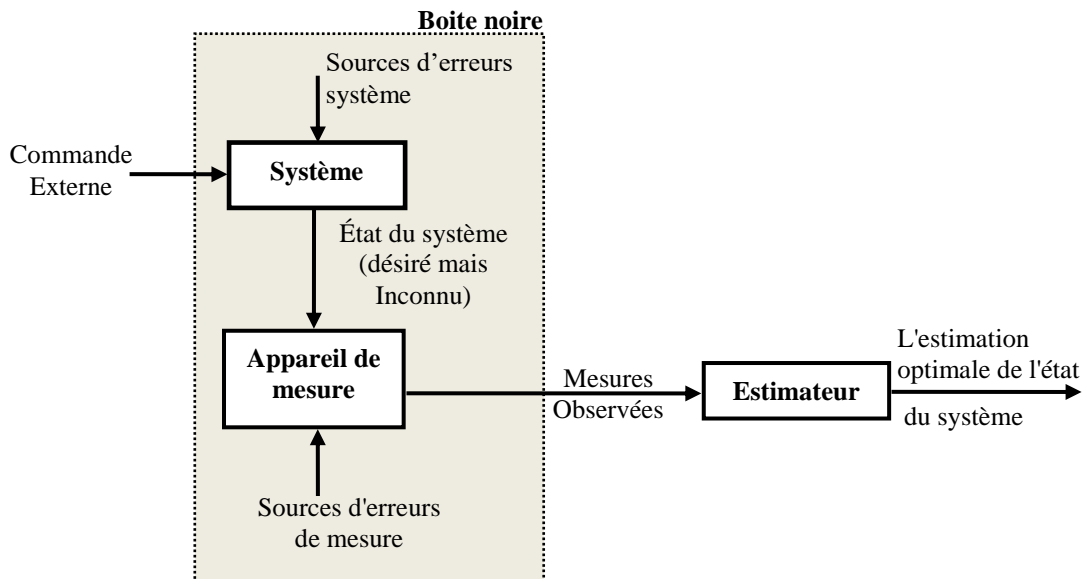 Boite noire
Sources d’erreurs
système
Commande
Externe
Système
État du système
(désiré mais
Inconnu)
Appareil de
mesure
Mesures
Observées
Estimateur
L'estimation
optimale de l'état
du système
Sources d'erreurs
de mesure